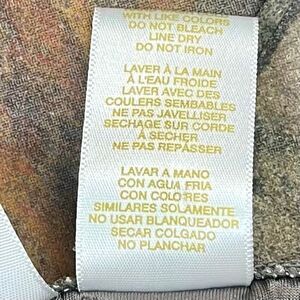 WITH LIKE COLORS
DO NOT BLEACH
LINE DRY
DO NOT IRON
LAVER À LA MAIN
À L'EAU FROIDE
LAVER AVEC DES
COULERS SEMBABLES
NE PAS JAVELLISER
SECHAGE SUR CORDE
À SÉCHER
NE PAS REPASSER
LAVAR A MANO
CON AGUA FRIA
CON COLORES
SIMILARES SOLAMENTE
NO USAR BLANQUEADOR
SECAR COLGADO
NO PLANCHAR